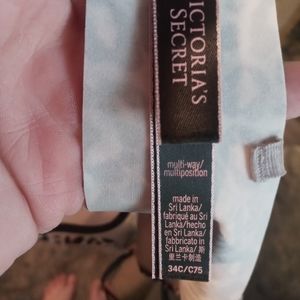 VICTORIA'S
SECRET
multi-way/
multiposition
made in
Sri Lanka/
fabriqué au Sri
Lanka/hecho
en Sri Lanka/
fabbricato in
Sri Lanka/ 斯
里兰卡制造
34C/C75